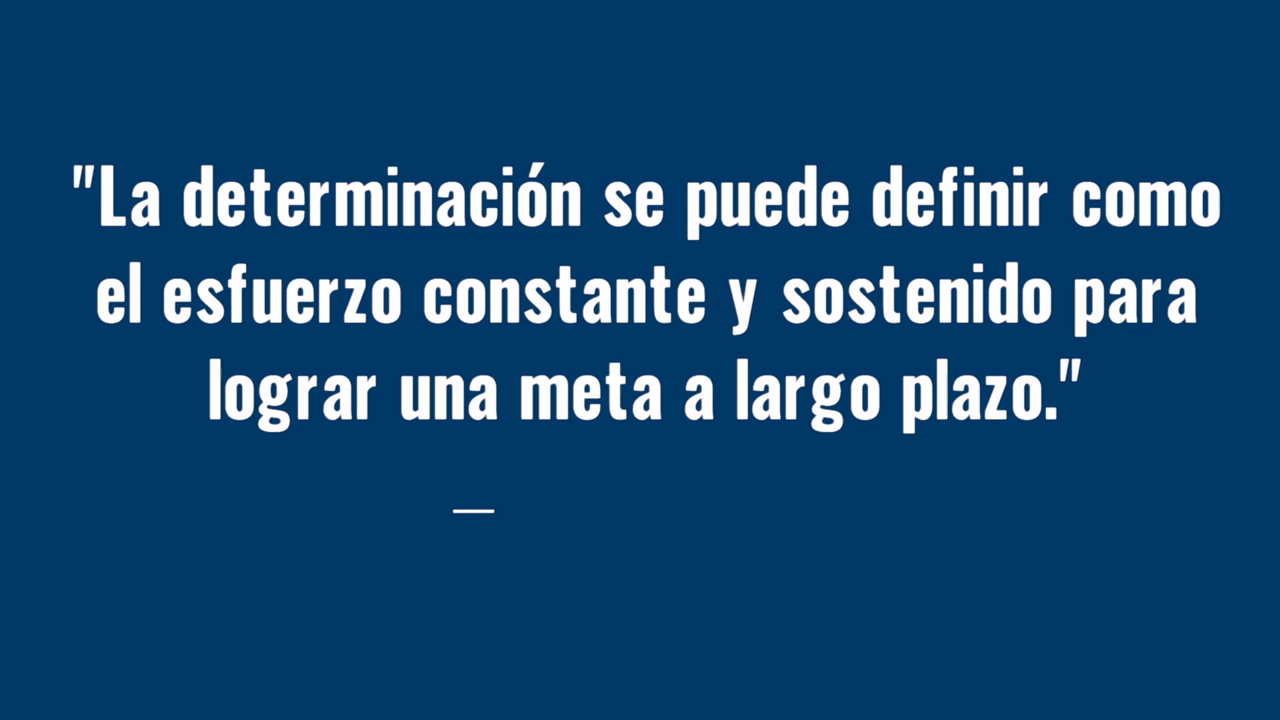 "La determinación se puede definir como
el esfuerzo constante y sostenido para
lograr una meta a largo plazo."
—